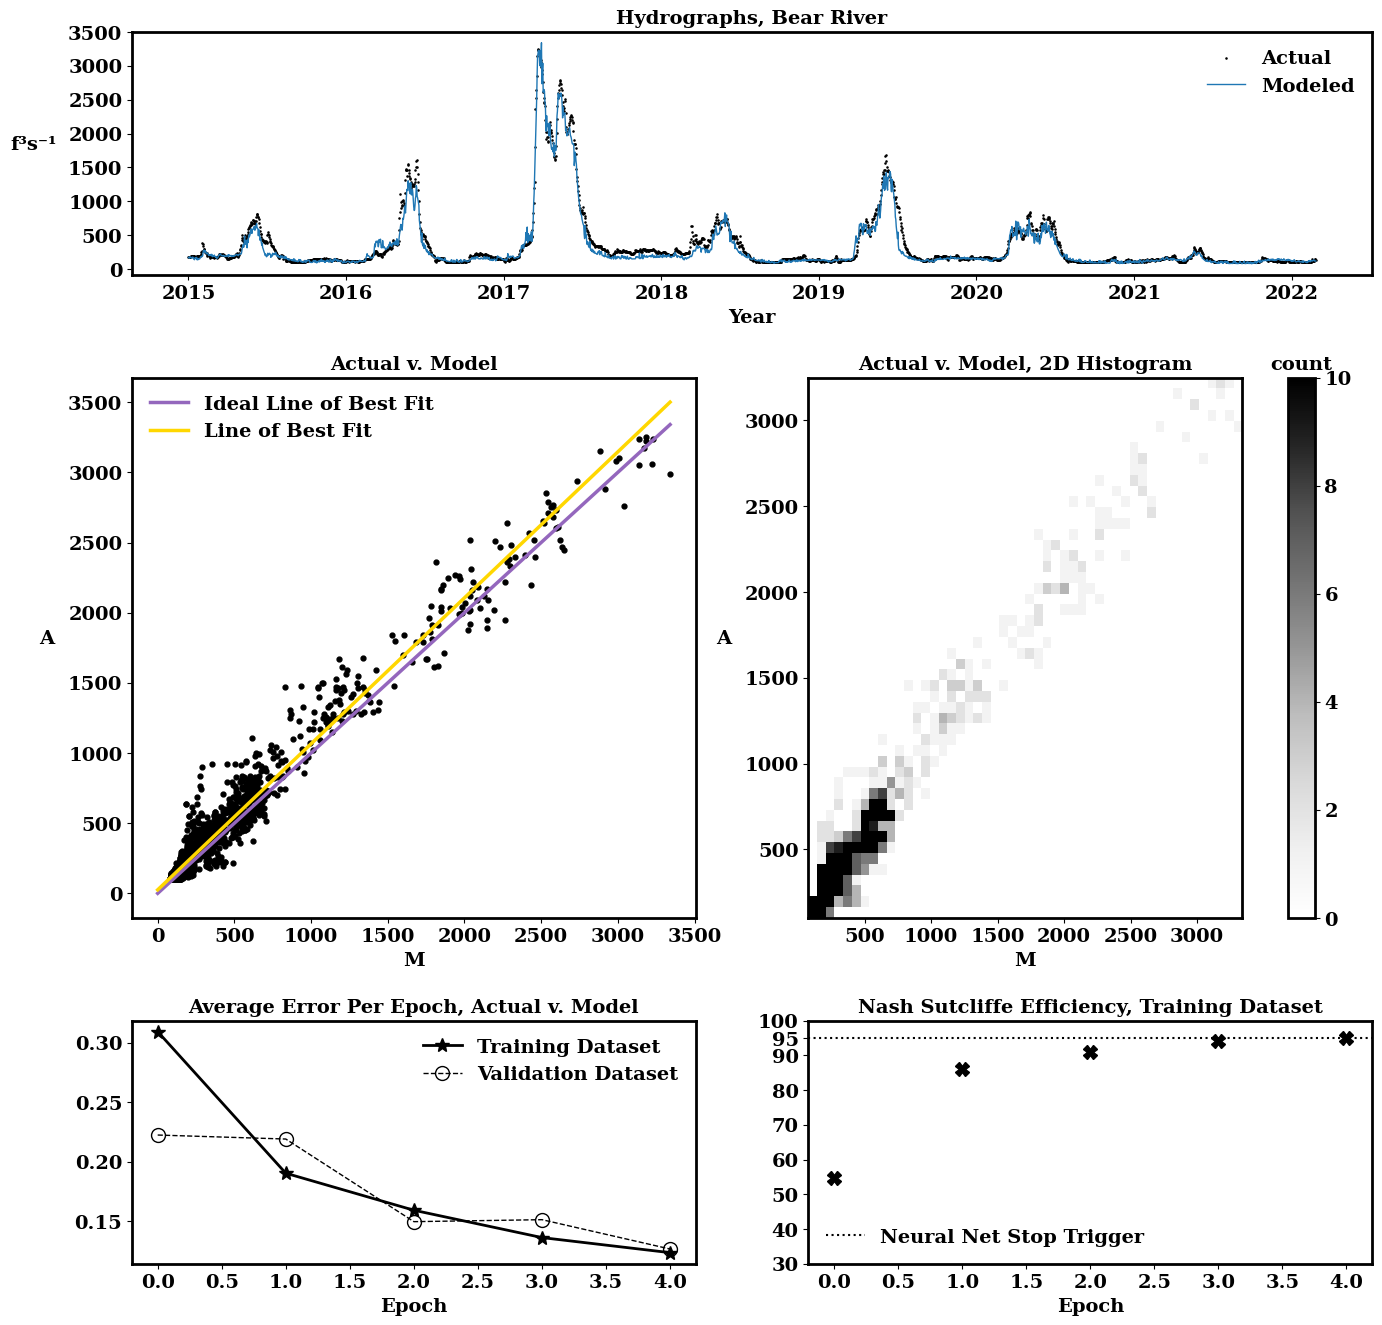 Hydrographs, Bear River
3500
3000
2500
2000
1500
1000
500
0
f³s⁻¹
Actual
Modeled
2015 2016 2017 2018 2019 2020 2021 2022
Year
Actual v. Model
3500
3000
2500
2000
1500
1000
500
0
A
Ideal Line of Best Fit
Line of Best Fit
0 500 1000 1500 2000 2500 3000 3500
M
Actual v. Model, 2D Histogram
3000
2500
2000
1500
1000
500
A
500 1000 1500 2000 2500 3000
M
count
10
8
6
4
2
0
Average Error Per Epoch, Actual v. Model
0.30
0.25
0.20
0.15
Training Dataset
Validation Dataset
0.0 0.5 1.0 1.5 2.0 2.5 3.0 3.5 4.0
Epoch
Nash Sutcliffe Efficiency, Training Dataset
100
95
90
80
70
60
50
40
30
Neural Net Stop Trigger
0.0 0.5 1.0 1.5 2.0 2.5 3.0 3.5 4.0
Epoch